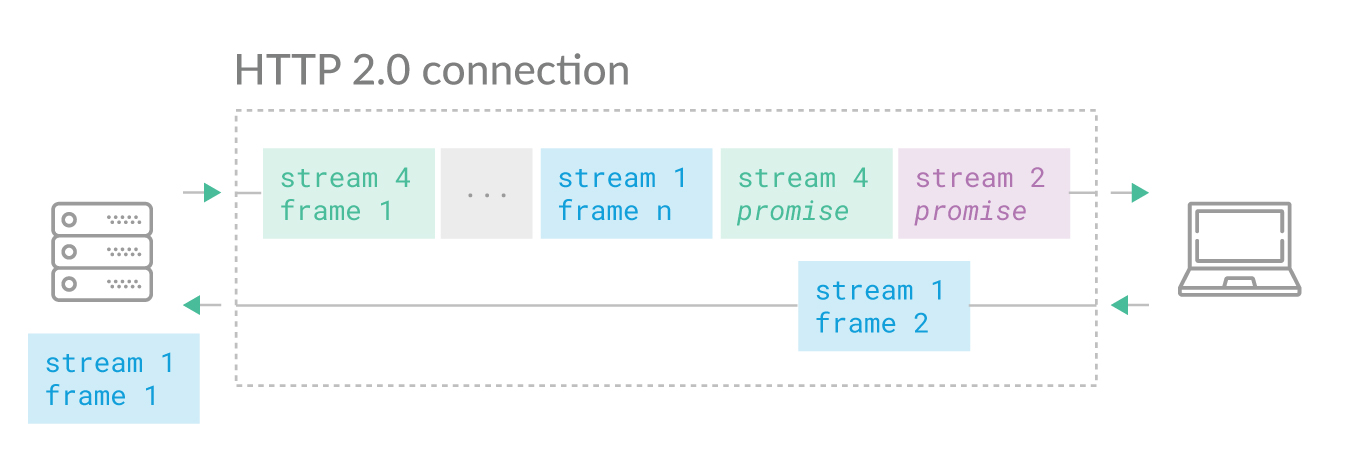 HTTP 2.0 connection
stream 4
frame 1
...
stream 1
frame n
stream 4
promise
stream 2
promise
stream 1
frame 2
stream 1
frame 1